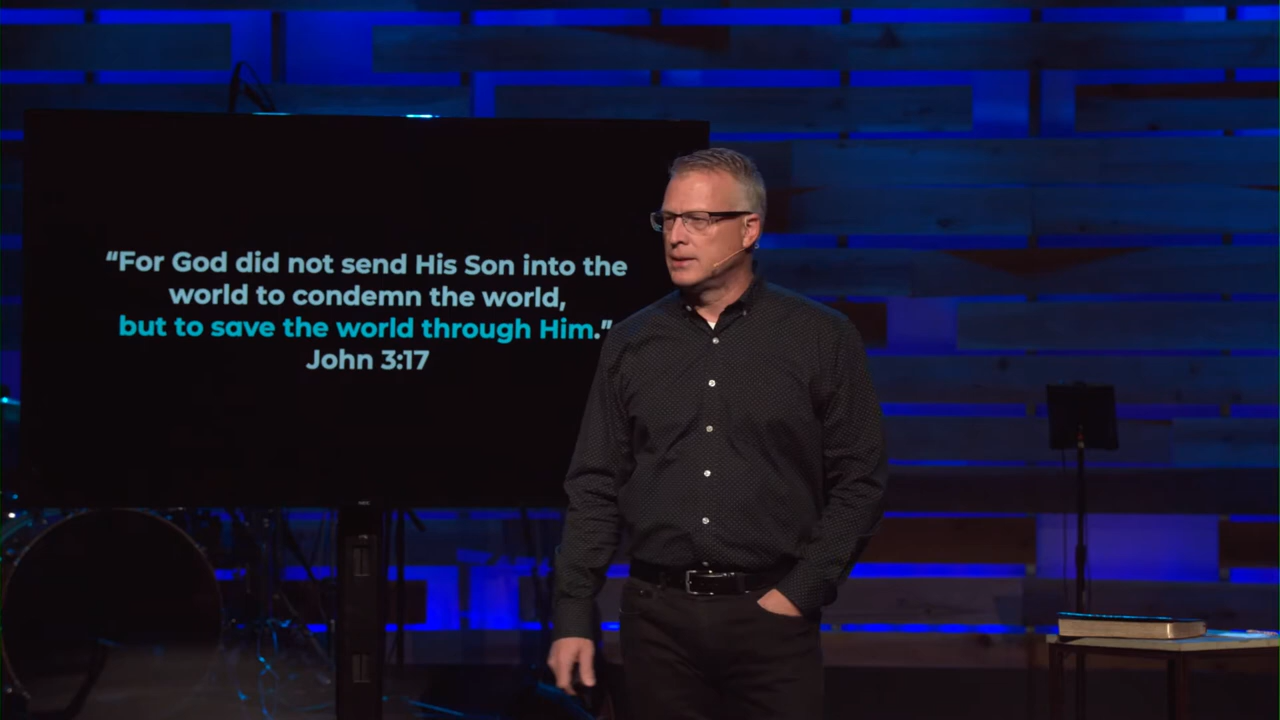 “For God did not send His Son into the
world to condemn the world,
but to save the world through Him.”
John 3:17